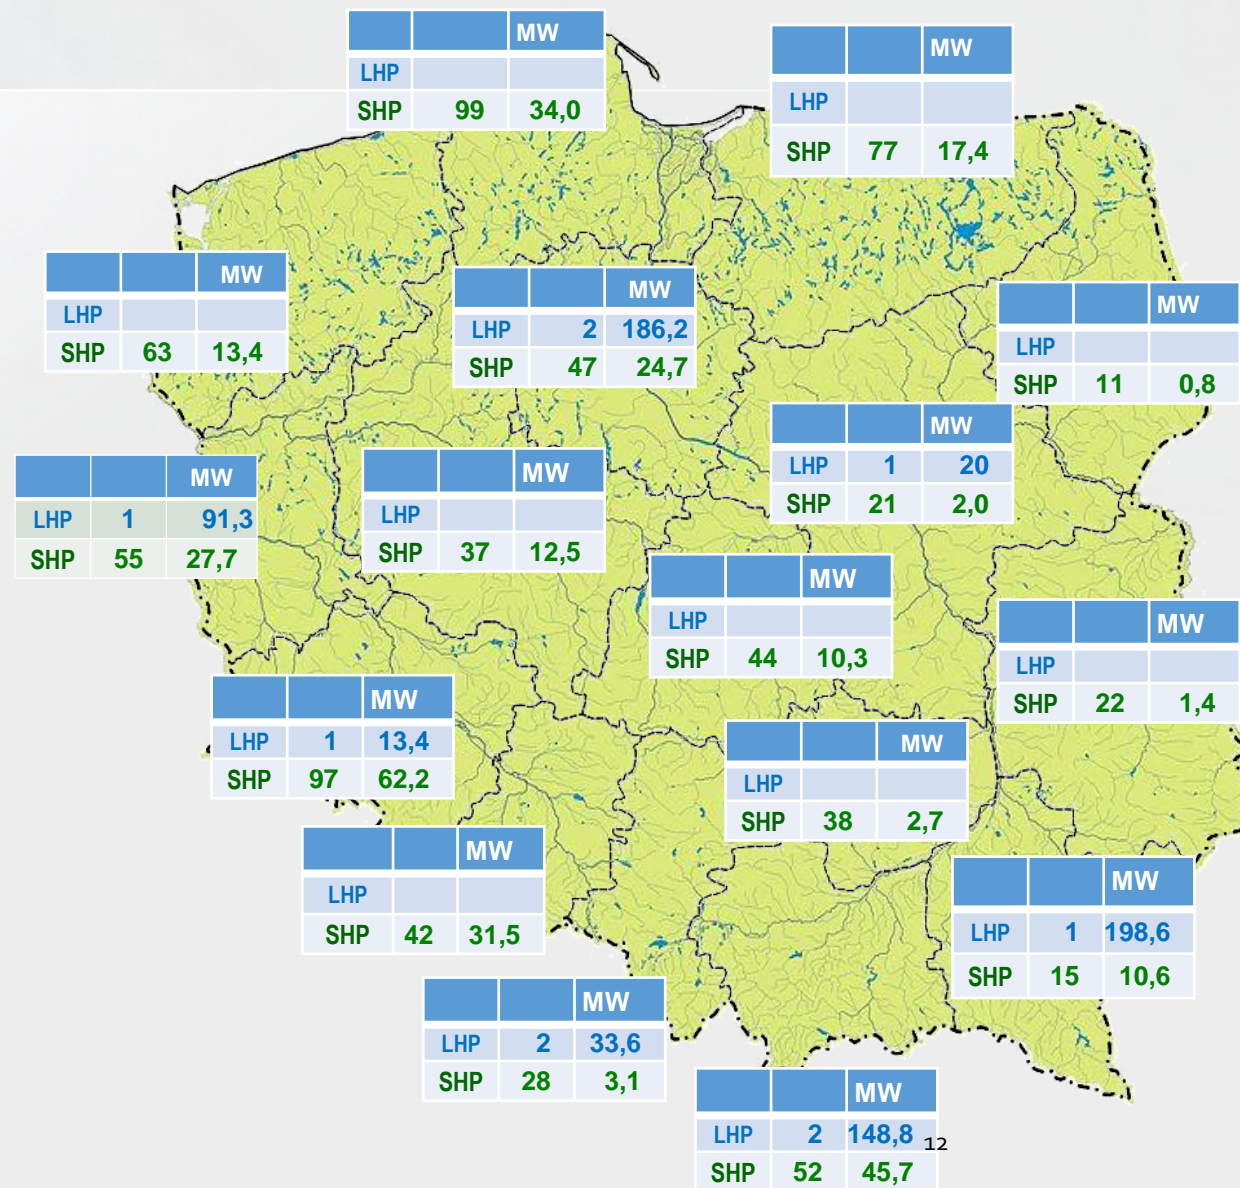 MW
LHP
SHP 99 34,0
MW
LHP
SHP 77 17,4
MW
LHP
SHP 63 13,4
MW
LHP 2 186,2
SHP 47 24,7
MW
LHP
SHP 11 0,8
MW
LHP 1 20
SHP 21 2,0
MW
LHP 1 91,3
SHP 55 27,7
MW
LHP
SHP 37 12,5
MW
LHP
SHP 44 10,3
MW
LHP
SHP 22 1,4
MW
LHP 1 13,4
SHP 97 62,2
MW
LHP
SHP 38 2,7
MW
LHP
SHP 42 31,5
MW
LHP 1 198,6
SHP 15 10,6
MW
LHP 2 33,6
SHP 28 3,1
MW
LHP 2 148,8
SHP 52 45,7
12